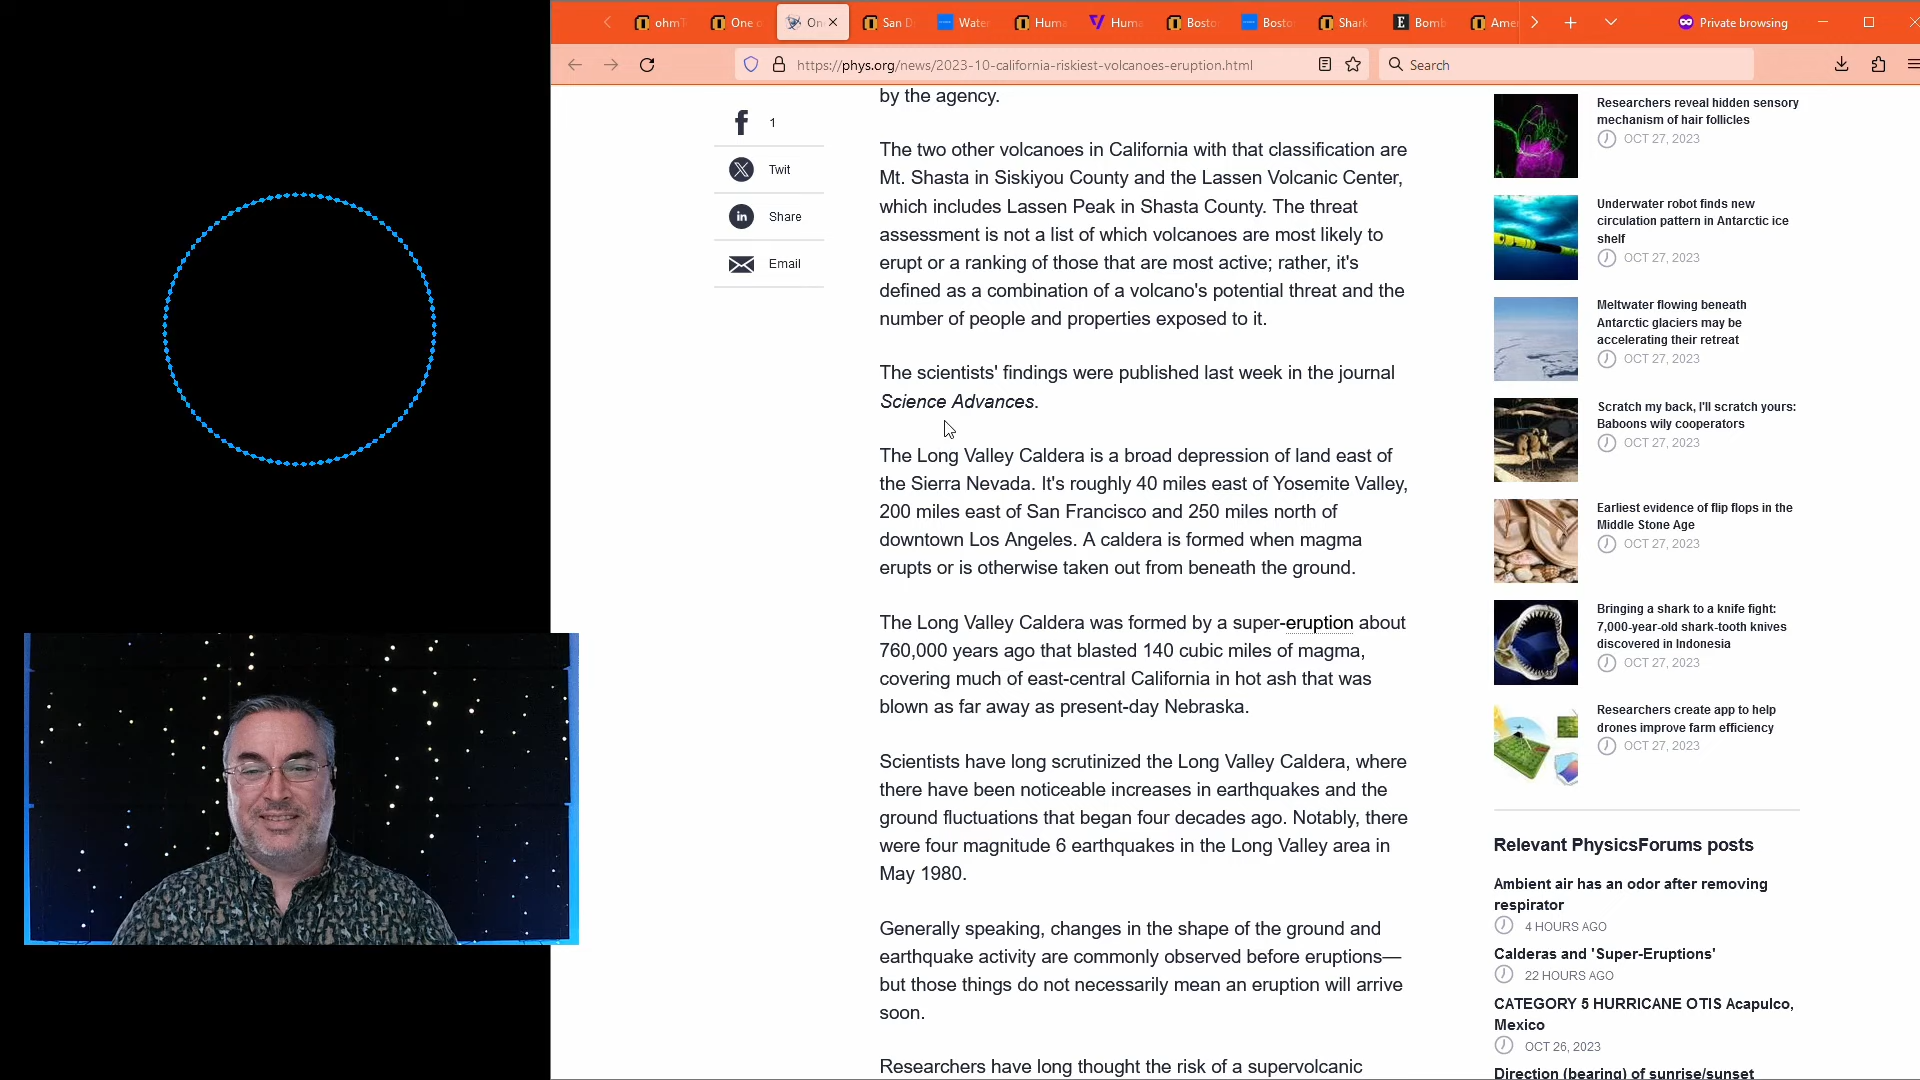 ohmT
One o
On
San D
Wate
Huma
Huma
Bosto
Bosto
Shark
E
Bomb
Amer
Private browsing
https://phys.org/news/2023-10-california-riskiest-volcanoes-eruption.html
Search
1
Twit
in
Share
Email
by the agency.
The two other volcanoes in California with that classification are
Mt. Shasta in Siskiyou County and the Lassen Volcanic Center,
which includes Lassen Peak in Shasta County. The threat
assessment is not a list of which volcanoes are most likely to
erupt or a ranking of those that are most active; rather, it's
defined as a combination of a volcano's potential threat and the
number of people and properties exposed to it.
The scientists' findings were published last week in the journal
Science Advances.
The Long Valley Caldera is a broad depression of land east of
the Sierra Nevada. It's roughly 40 miles east of Yosemite Valley,
200 miles east of San Francisco and 250 miles north of
downtown Los Angeles. A caldera is formed when magma
erupts or is otherwise taken out from beneath the ground.
The Long Valley Caldera was formed by a super-eruption about
760,000 years ago that blasted 140 cubic miles of magma,
covering much of east-central California in hot ash that was
blown as far away as present-day Nebraska.
Scientists have long scrutinized the Long Valley Caldera, where
there have been noticeable increases in earthquakes and the
ground fluctuations that began four decades ago. Notably, there
were four magnitude 6 earthquakes in the Long Valley area in
May 1980.
Generally speaking, changes in the shape of the ground and
earthquake activity are commonly observed before eruptions—
but those things do not necessarily mean an eruption will arrive
soon.
Researchers have long thought the risk of a supervolcanic
Researchers reveal hidden sensory
mechanism of hair follicles
OCT 27, 2023
Underwater robot finds new
circulation pattern in Antarctic ice
shelf
OCT 27, 2023
Meltwater flowing beneath
Antarctic glaciers may be
accelerating their retreat
OCT 27, 2023
Scratch my back, I'll scratch yours:
Baboons wily cooperators
OCT 27, 2023
Earliest evidence of flip flops in the
Middle Stone Age
OCT 27, 2023
Bringing a shark to a knife fight:
7,000-year-old shark-tooth knives
discovered in Indonesia
OCT 27, 2023
Researchers create app to help
drones improve farm efficiency
OCT 27, 2023
Relevant PhysicsForums posts
Ambient air has an odor after removing
respirator
4 HOURS AGO
Calderas and 'Super-Eruptions'
22 HOURS AGO
CATEGORY 5 HURRICANE OTIS Acapulco,
Mexico
OCT 26, 2023
Direction (bearing) of sunrise/sunset